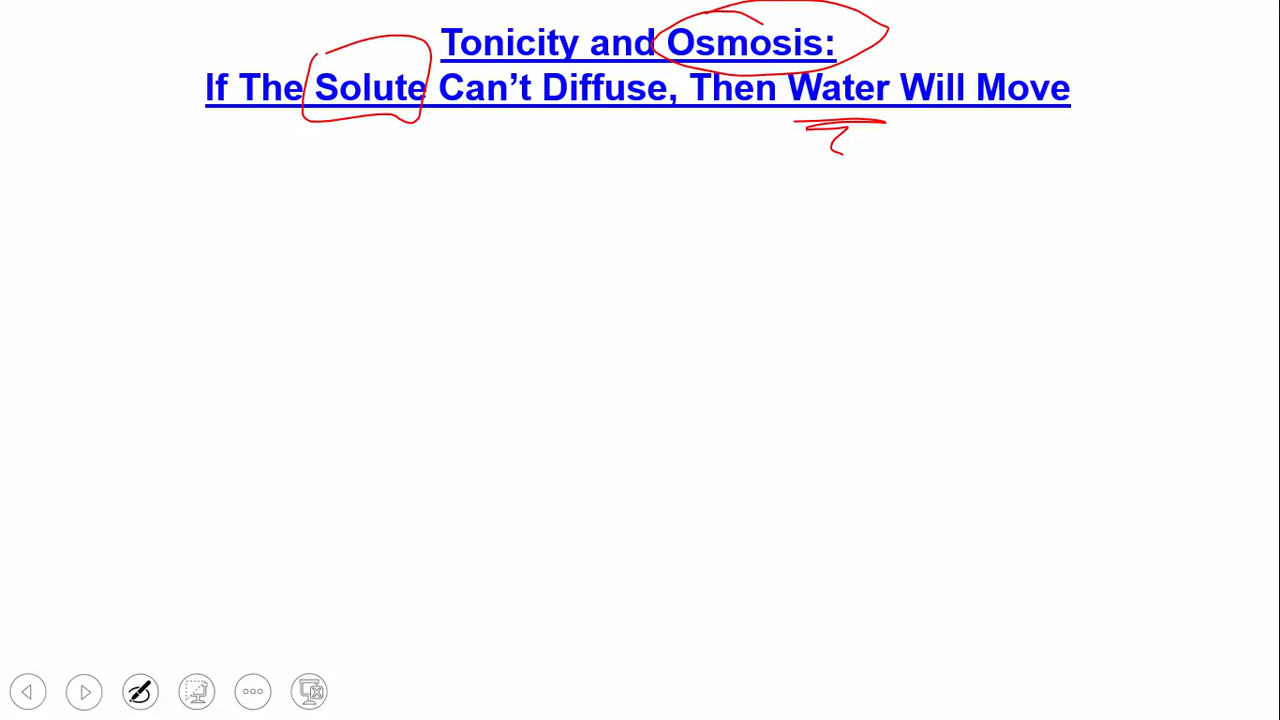 Tonicity and Osmosis:
If The Solute Can’t Diffuse, Then Water Will Move